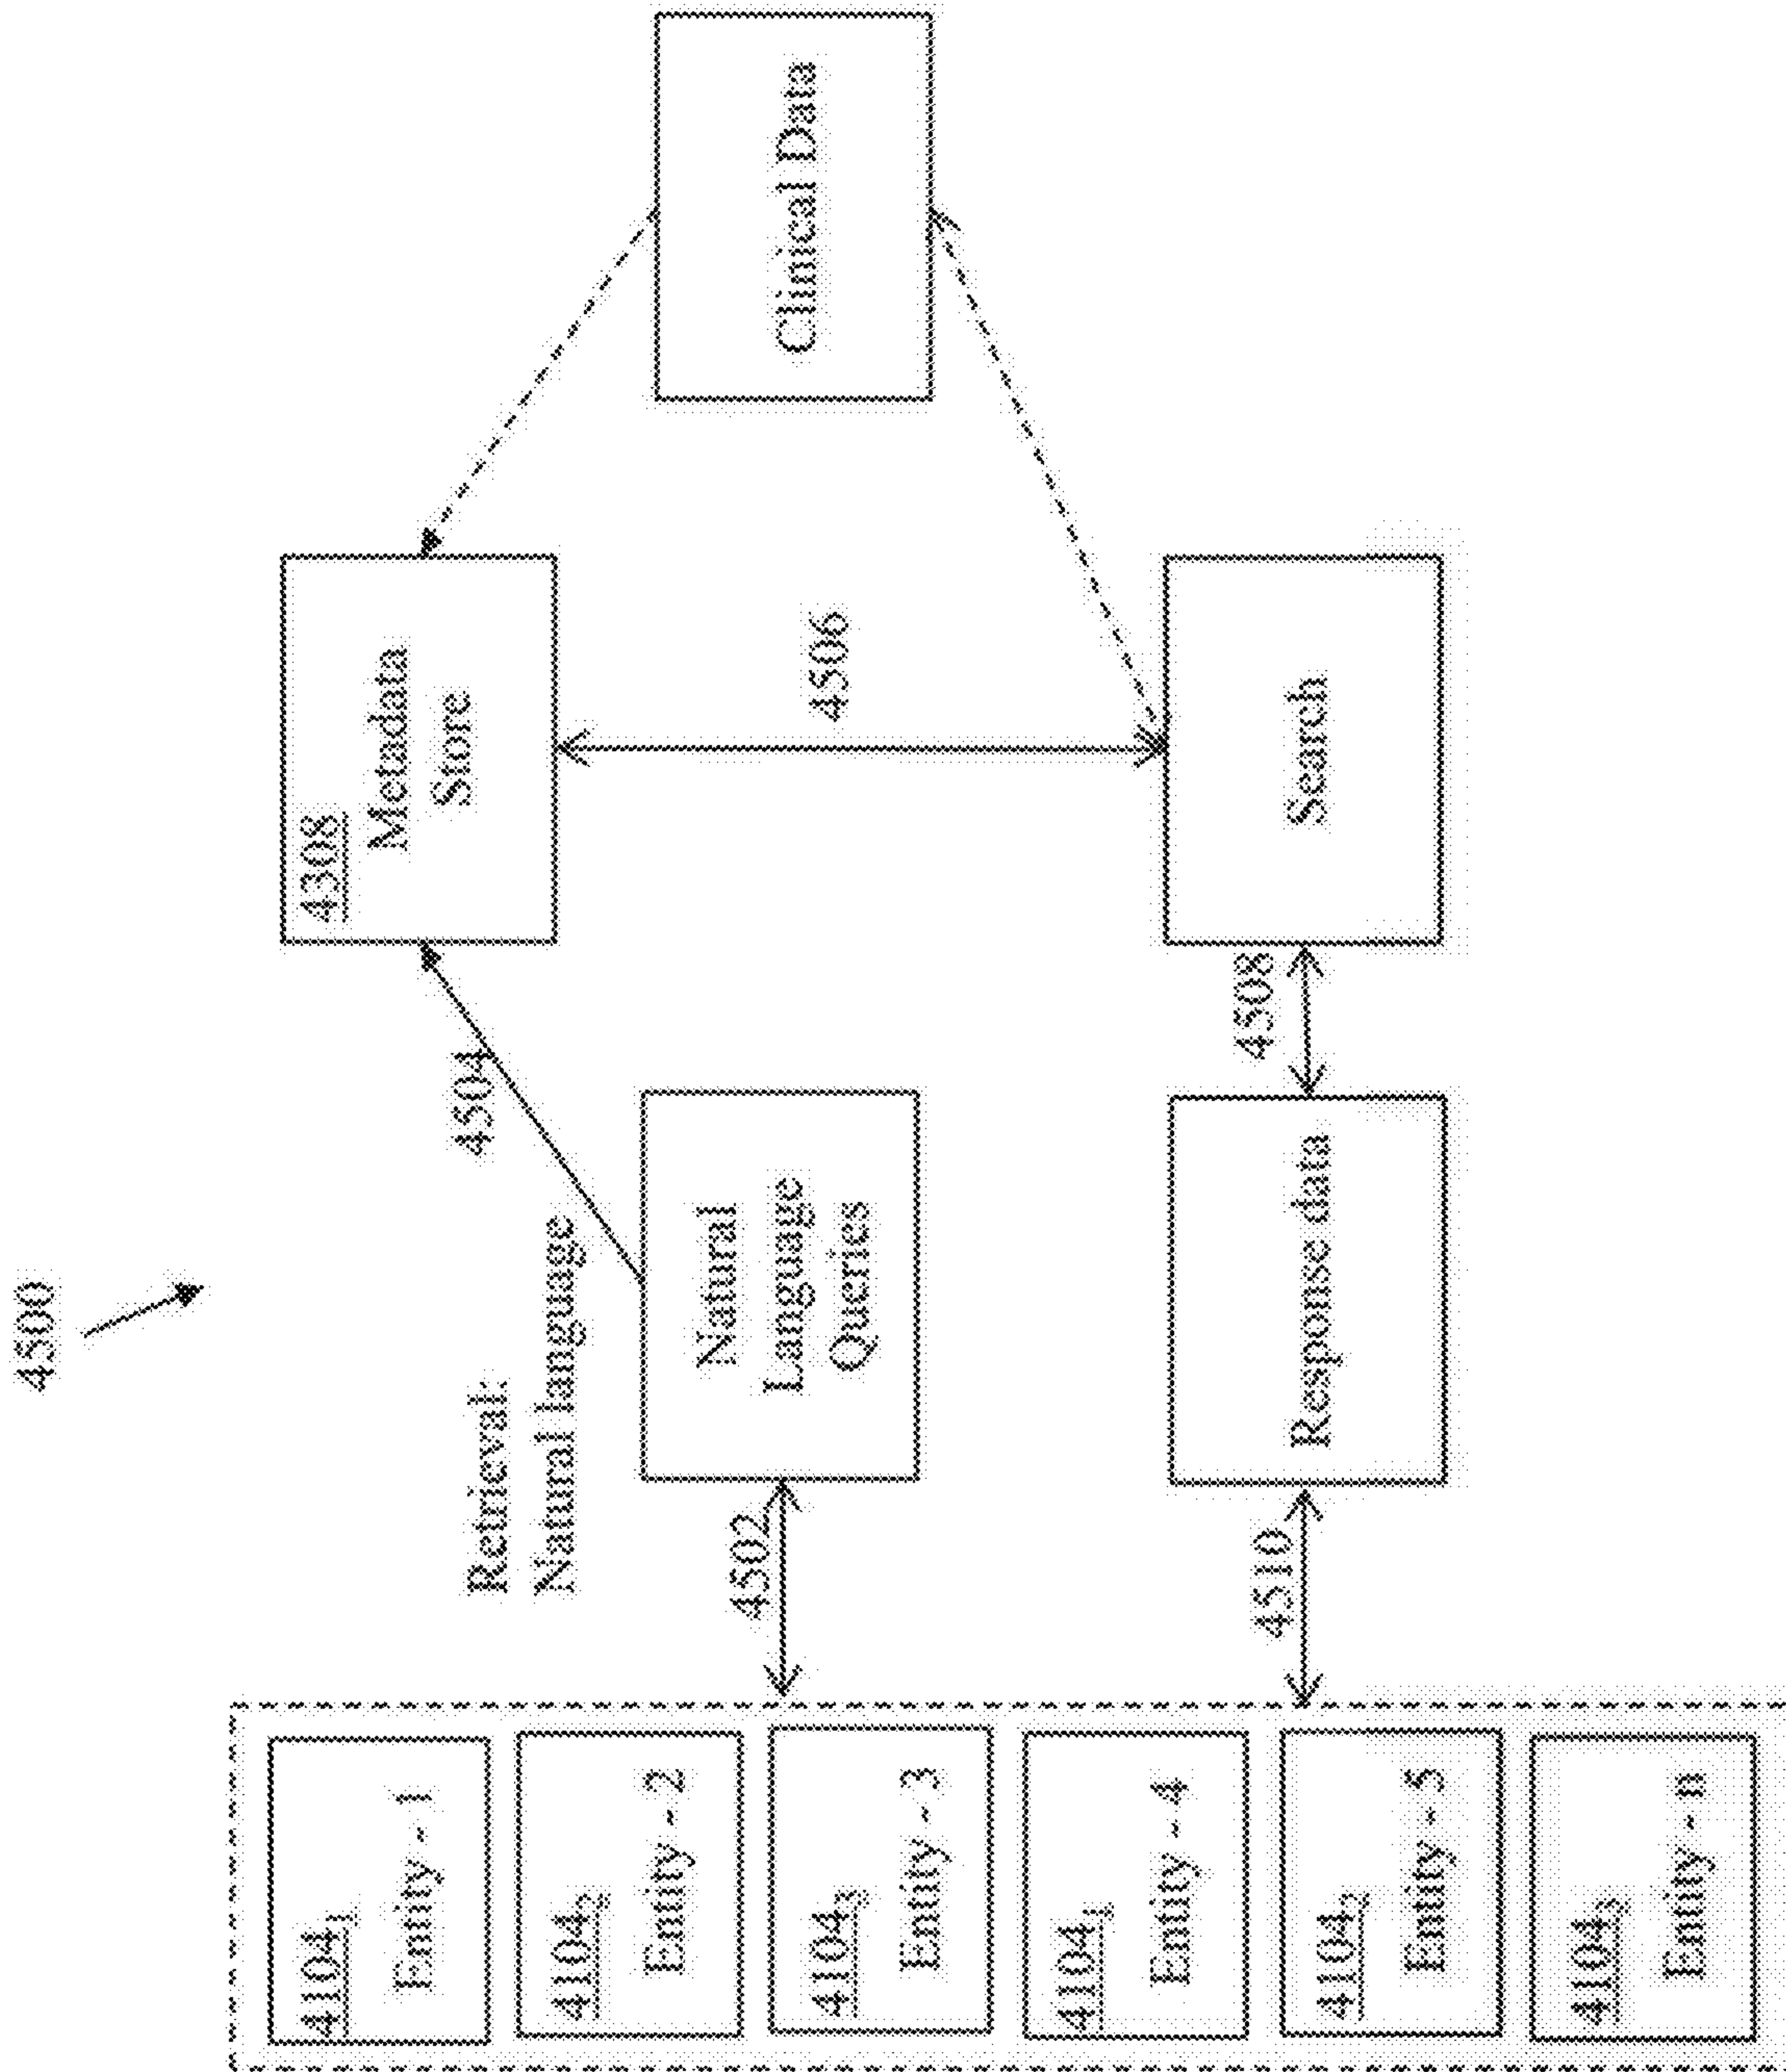 4500
Retrieval:
Natural language
4104₁
Entity - 1
4104₂
Entity - 2
4104₃
Entity - 3
4104₁
Entity - 4
4104₂
Entity - 5
4104₃
Entity - n
4502
4510
Natural
Language
Queries
Response data
4504
4508
4308
Metadata
Store
4506
Search
Clinical Data